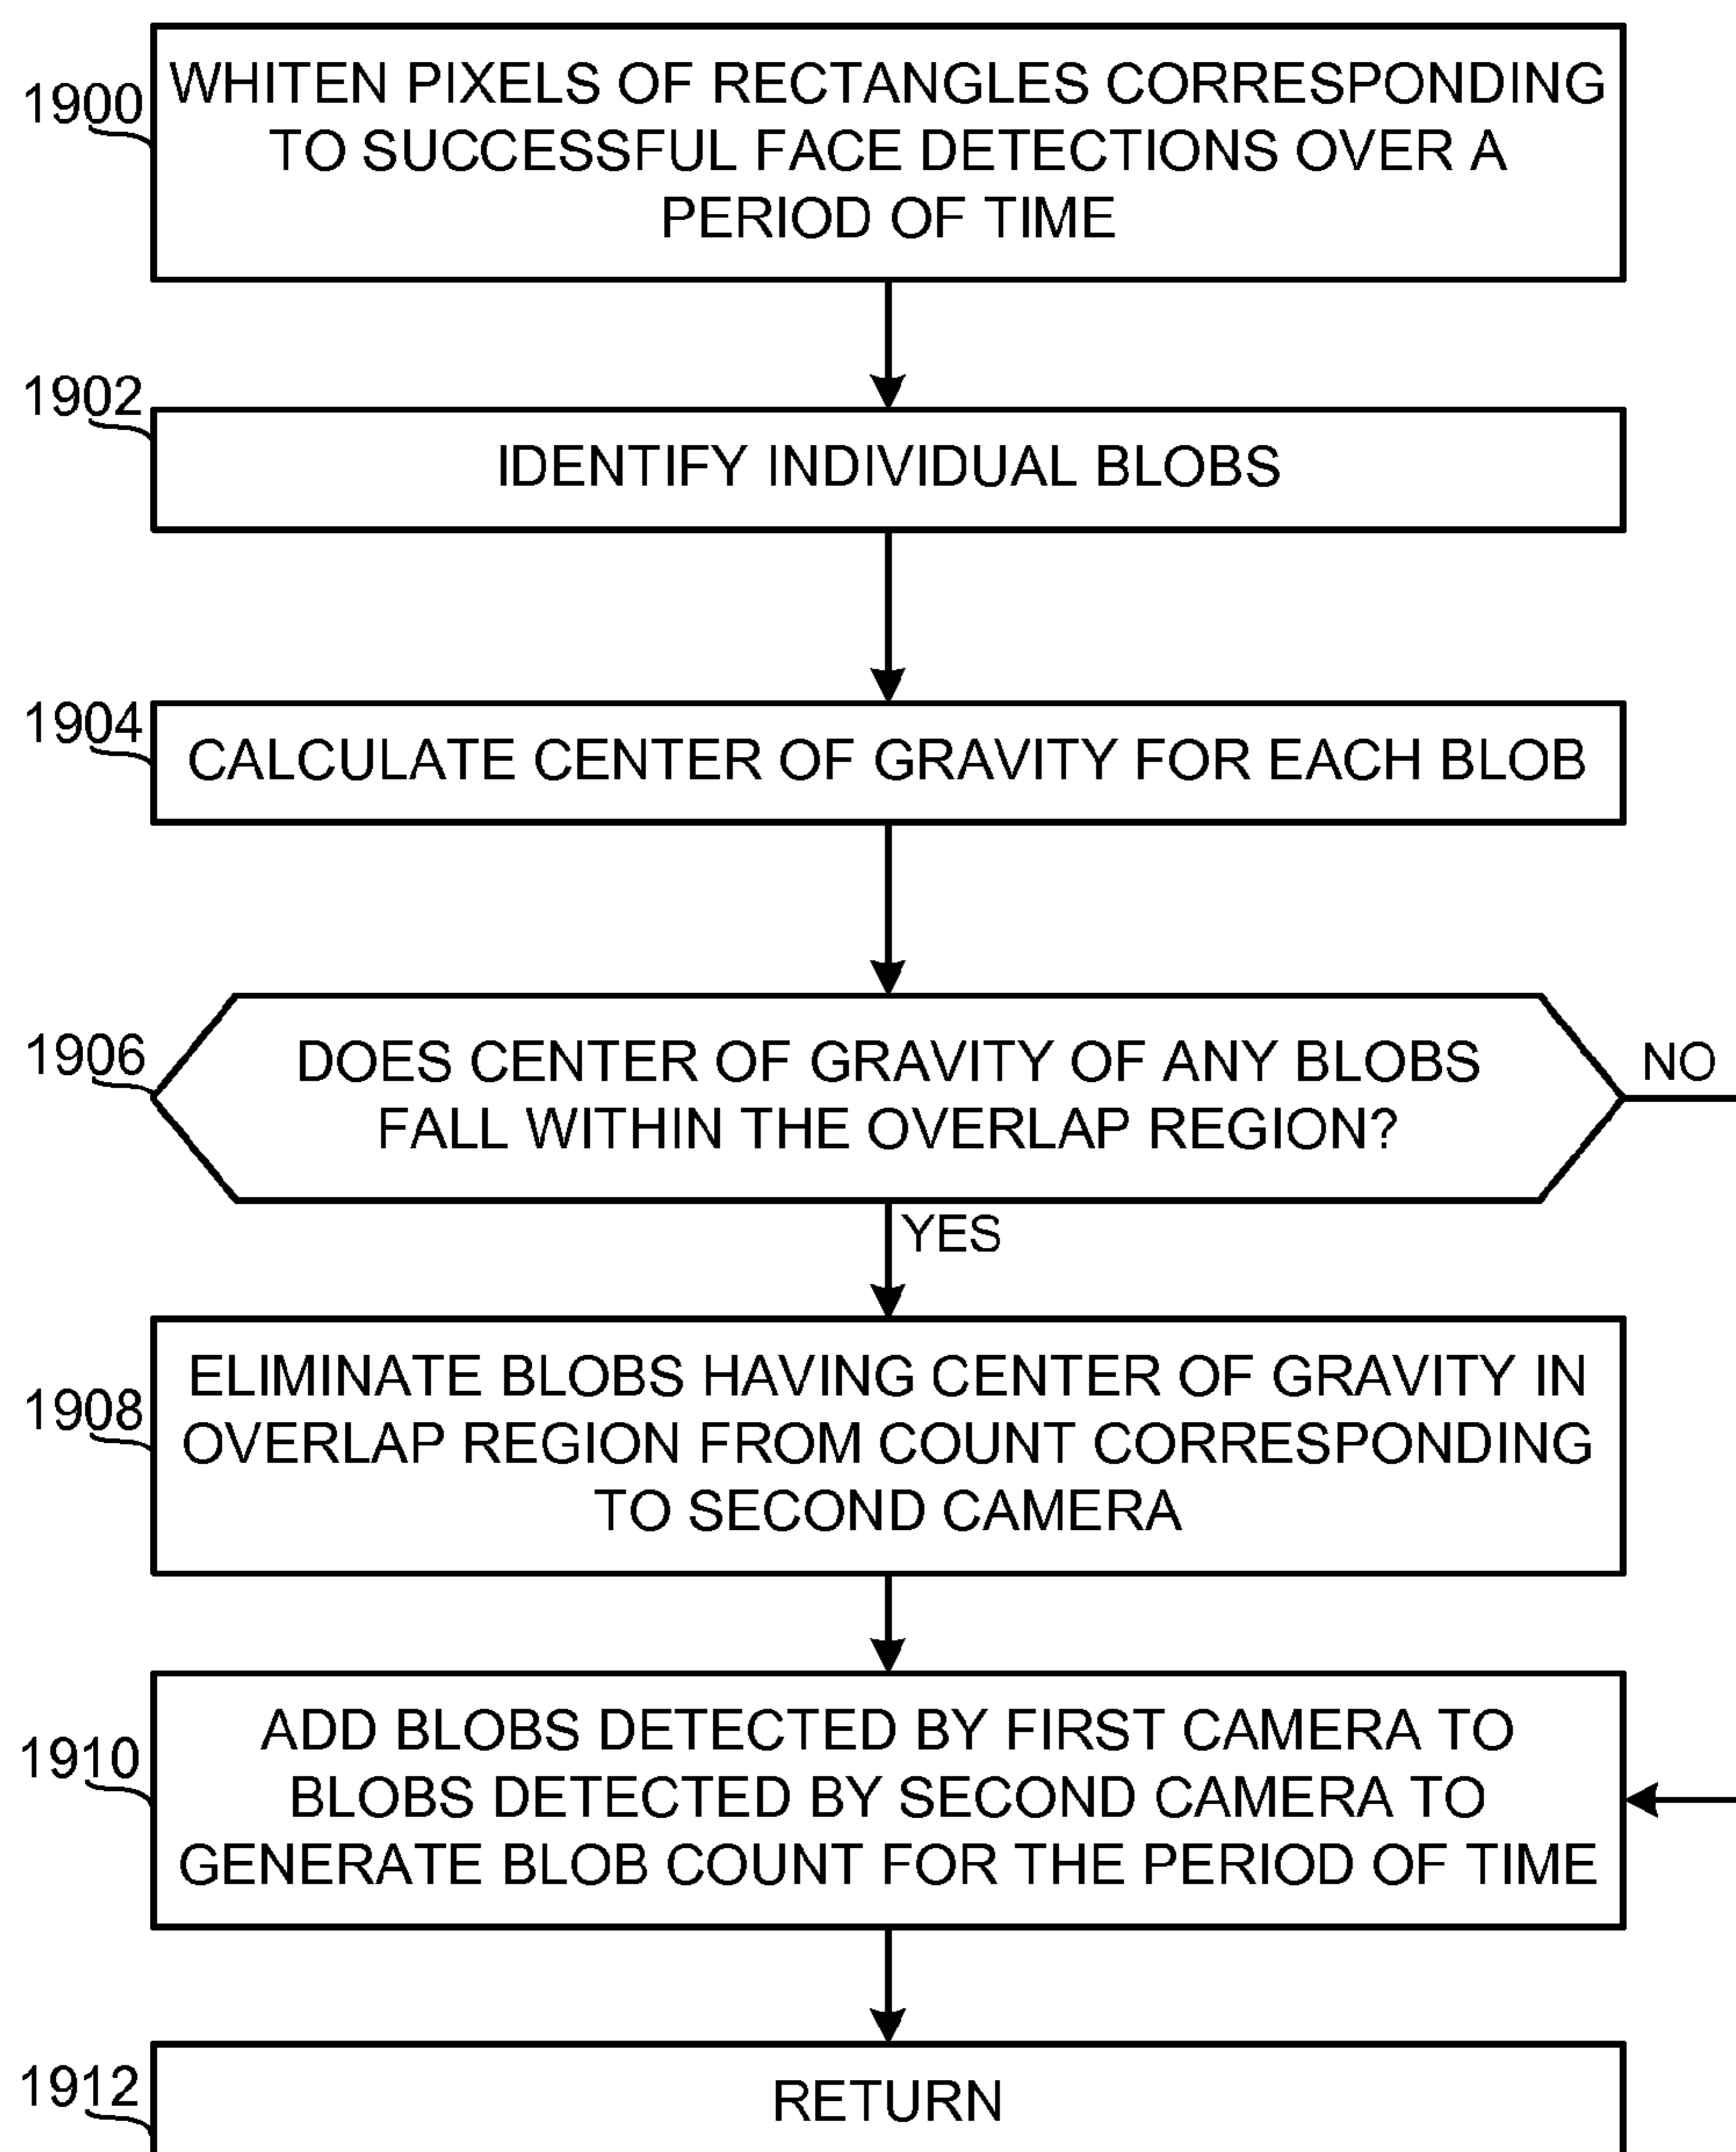 1900
WHITEN PIXELS OF RECTANGLES CORRESPONDING
TO SUCCESSFUL FACE DETECTIONS OVER A
PERIOD OF TIME
1902
IDENTIFY INDIVIDUAL BLOBS
1904
CALCULATE CENTER OF GRAVITY FOR EACH BLOB
1906
DOES CENTER OF GRAVITY OF ANY BLOBS
FALL WITHIN THE OVERLAP REGION?
NO
YES
1908
ELIMINATE BLOBS HAVING CENTER OF GRAVITY IN
OVERLAP REGION FROM COUNT CORRESPONDING
TO SECOND CAMERA
1910
ADD BLOBS DETECTED BY FIRST CAMERA TO
BLOBS DETECTED BY SECOND CAMERA TO
GENERATE BLOB COUNT FOR THE PERIOD OF TIME
1912
RETURN